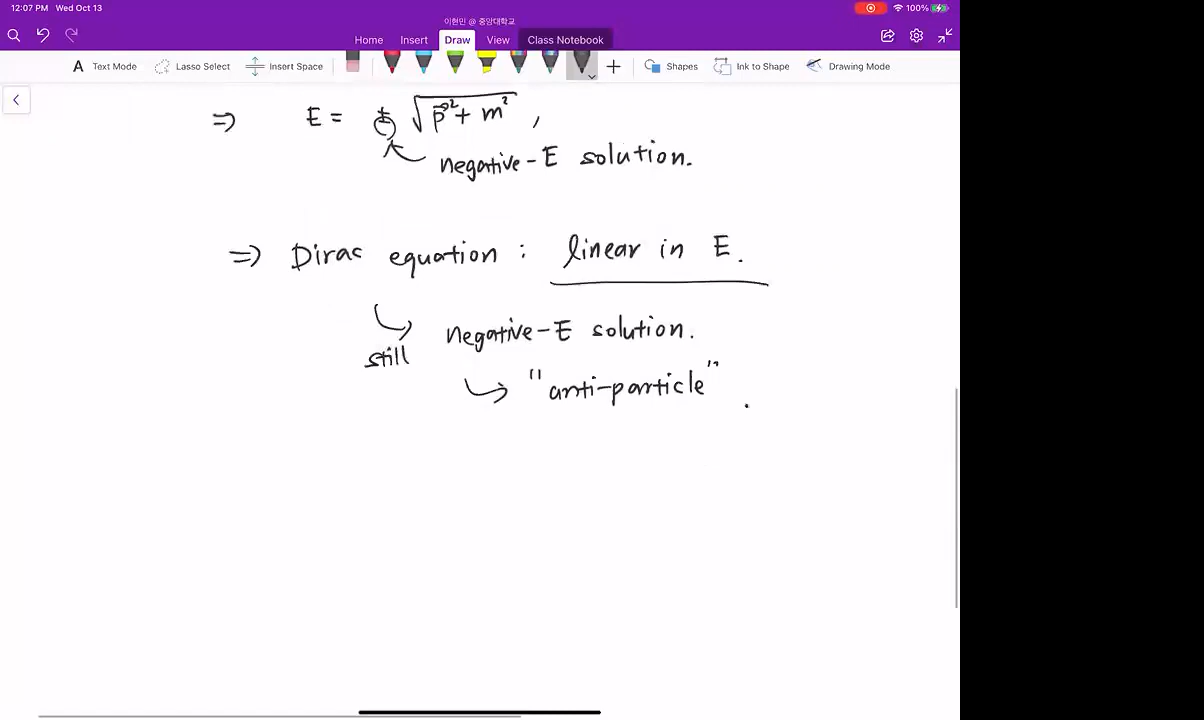 12:07 PM Wed Oct 13
100%
이현민 @ 중앙대학교
Home Insert Draw View Class Notebook
A Text Mode Lasso Select Insert Space Shapes Ink to Shape Drawing Mode
⇒ E = ± √(p⃗² + m²) ,
negative-E solution.
⇒ Dirac equation : linear in E.
still negative-E solution.
"anti-particle" .